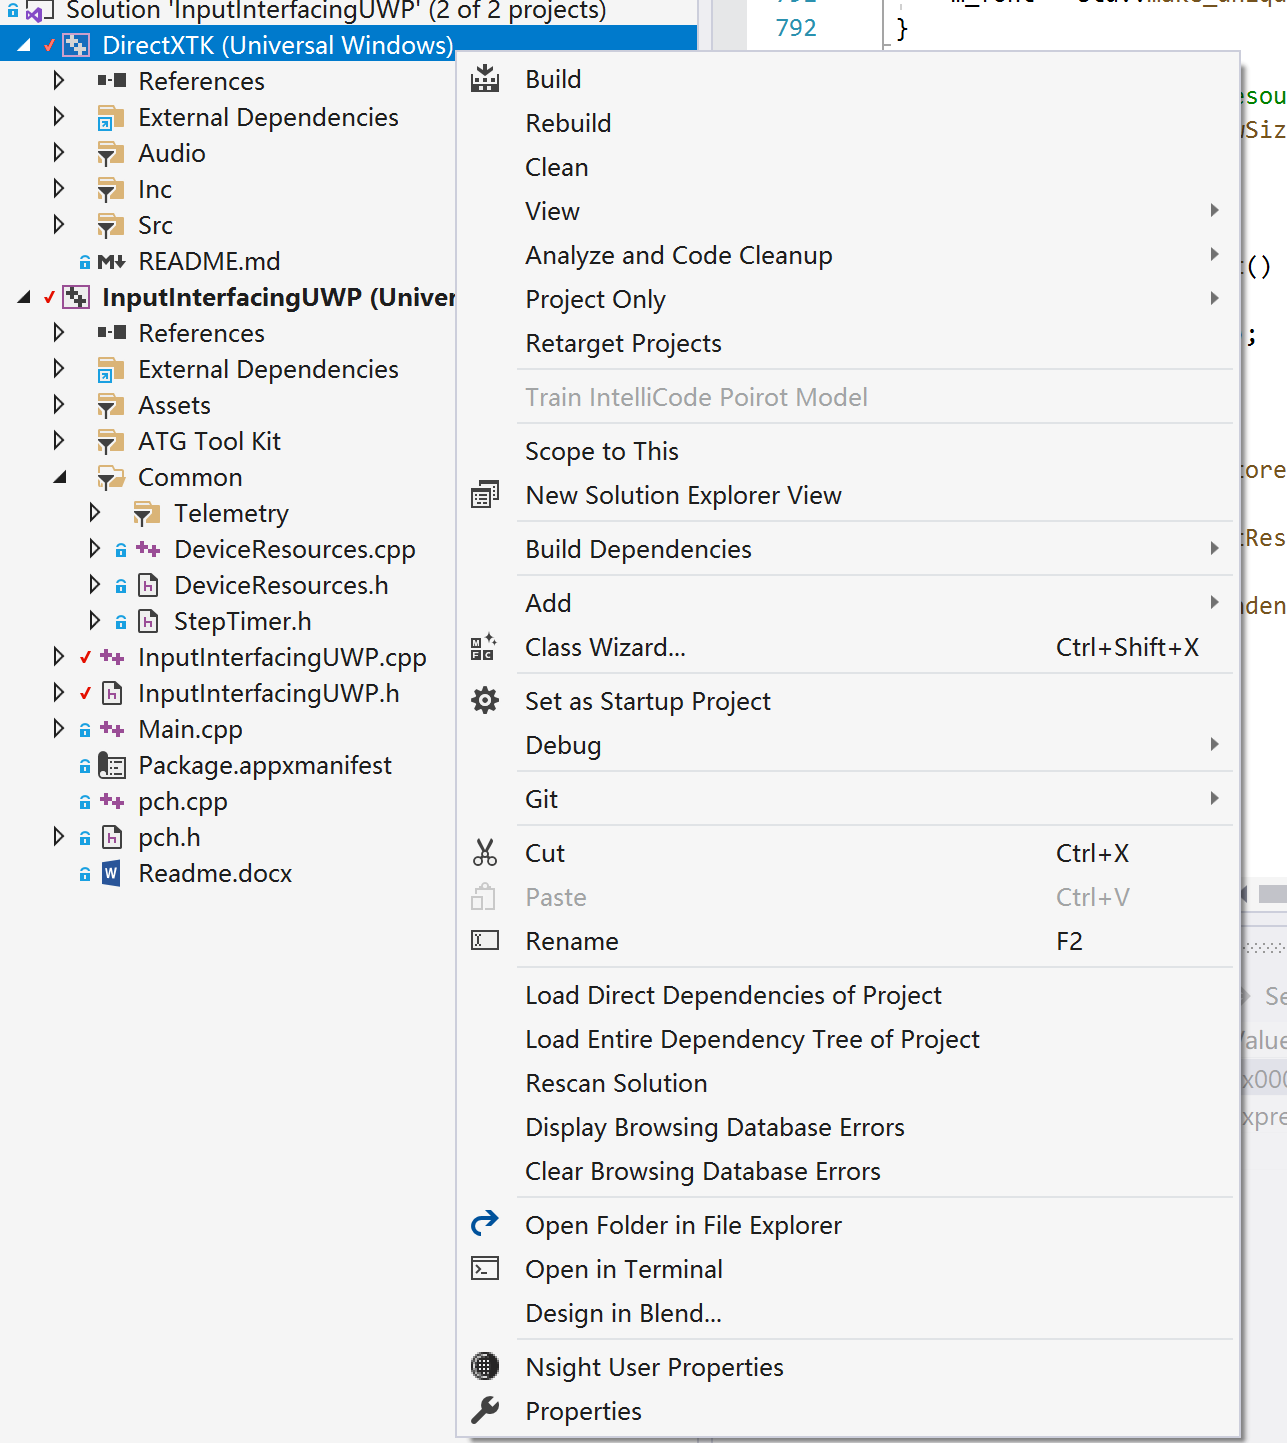 Solution 'InputInterfacingUWP' (2 of 2 projects)
DirectXTK (Universal Windows)
References
External Dependencies
Audio
Inc
Src
README.md
InputInterfacingUWP (Univer
References
External Dependencies
Assets
ATG Tool Kit
Common
Telemetry
DeviceResources.cpp
DeviceResources.h
StepTimer.h
InputInterfacingUWP.cpp
InputInterfacingUWP.h
Main.cpp
Package.appxmanifest
pch.cpp
pch.h
Readme.docx
Build
Rebuild
Clean
View
Analyze and Code Cleanup
Project Only
Retarget Projects
Train IntelliCode Poirot Model
Scope to This
New Solution Explorer View
Build Dependencies
Add
Class Wizard... Ctrl+Shift+X
Set as Startup Project
Debug
Git
Cut Ctrl+X
Paste Ctrl+V
Rename F2
Load Direct Dependencies of Project
Load Entire Dependency Tree of Project
Rescan Solution
Display Browsing Database Errors
Clear Browsing Database Errors
Open Folder in File Explorer
Open in Terminal
Design in Blend...
Nsight User Properties
Properties
792 }
esou
Siz
()
;
tore
tRes
nden
Se
Value
x000
xpre